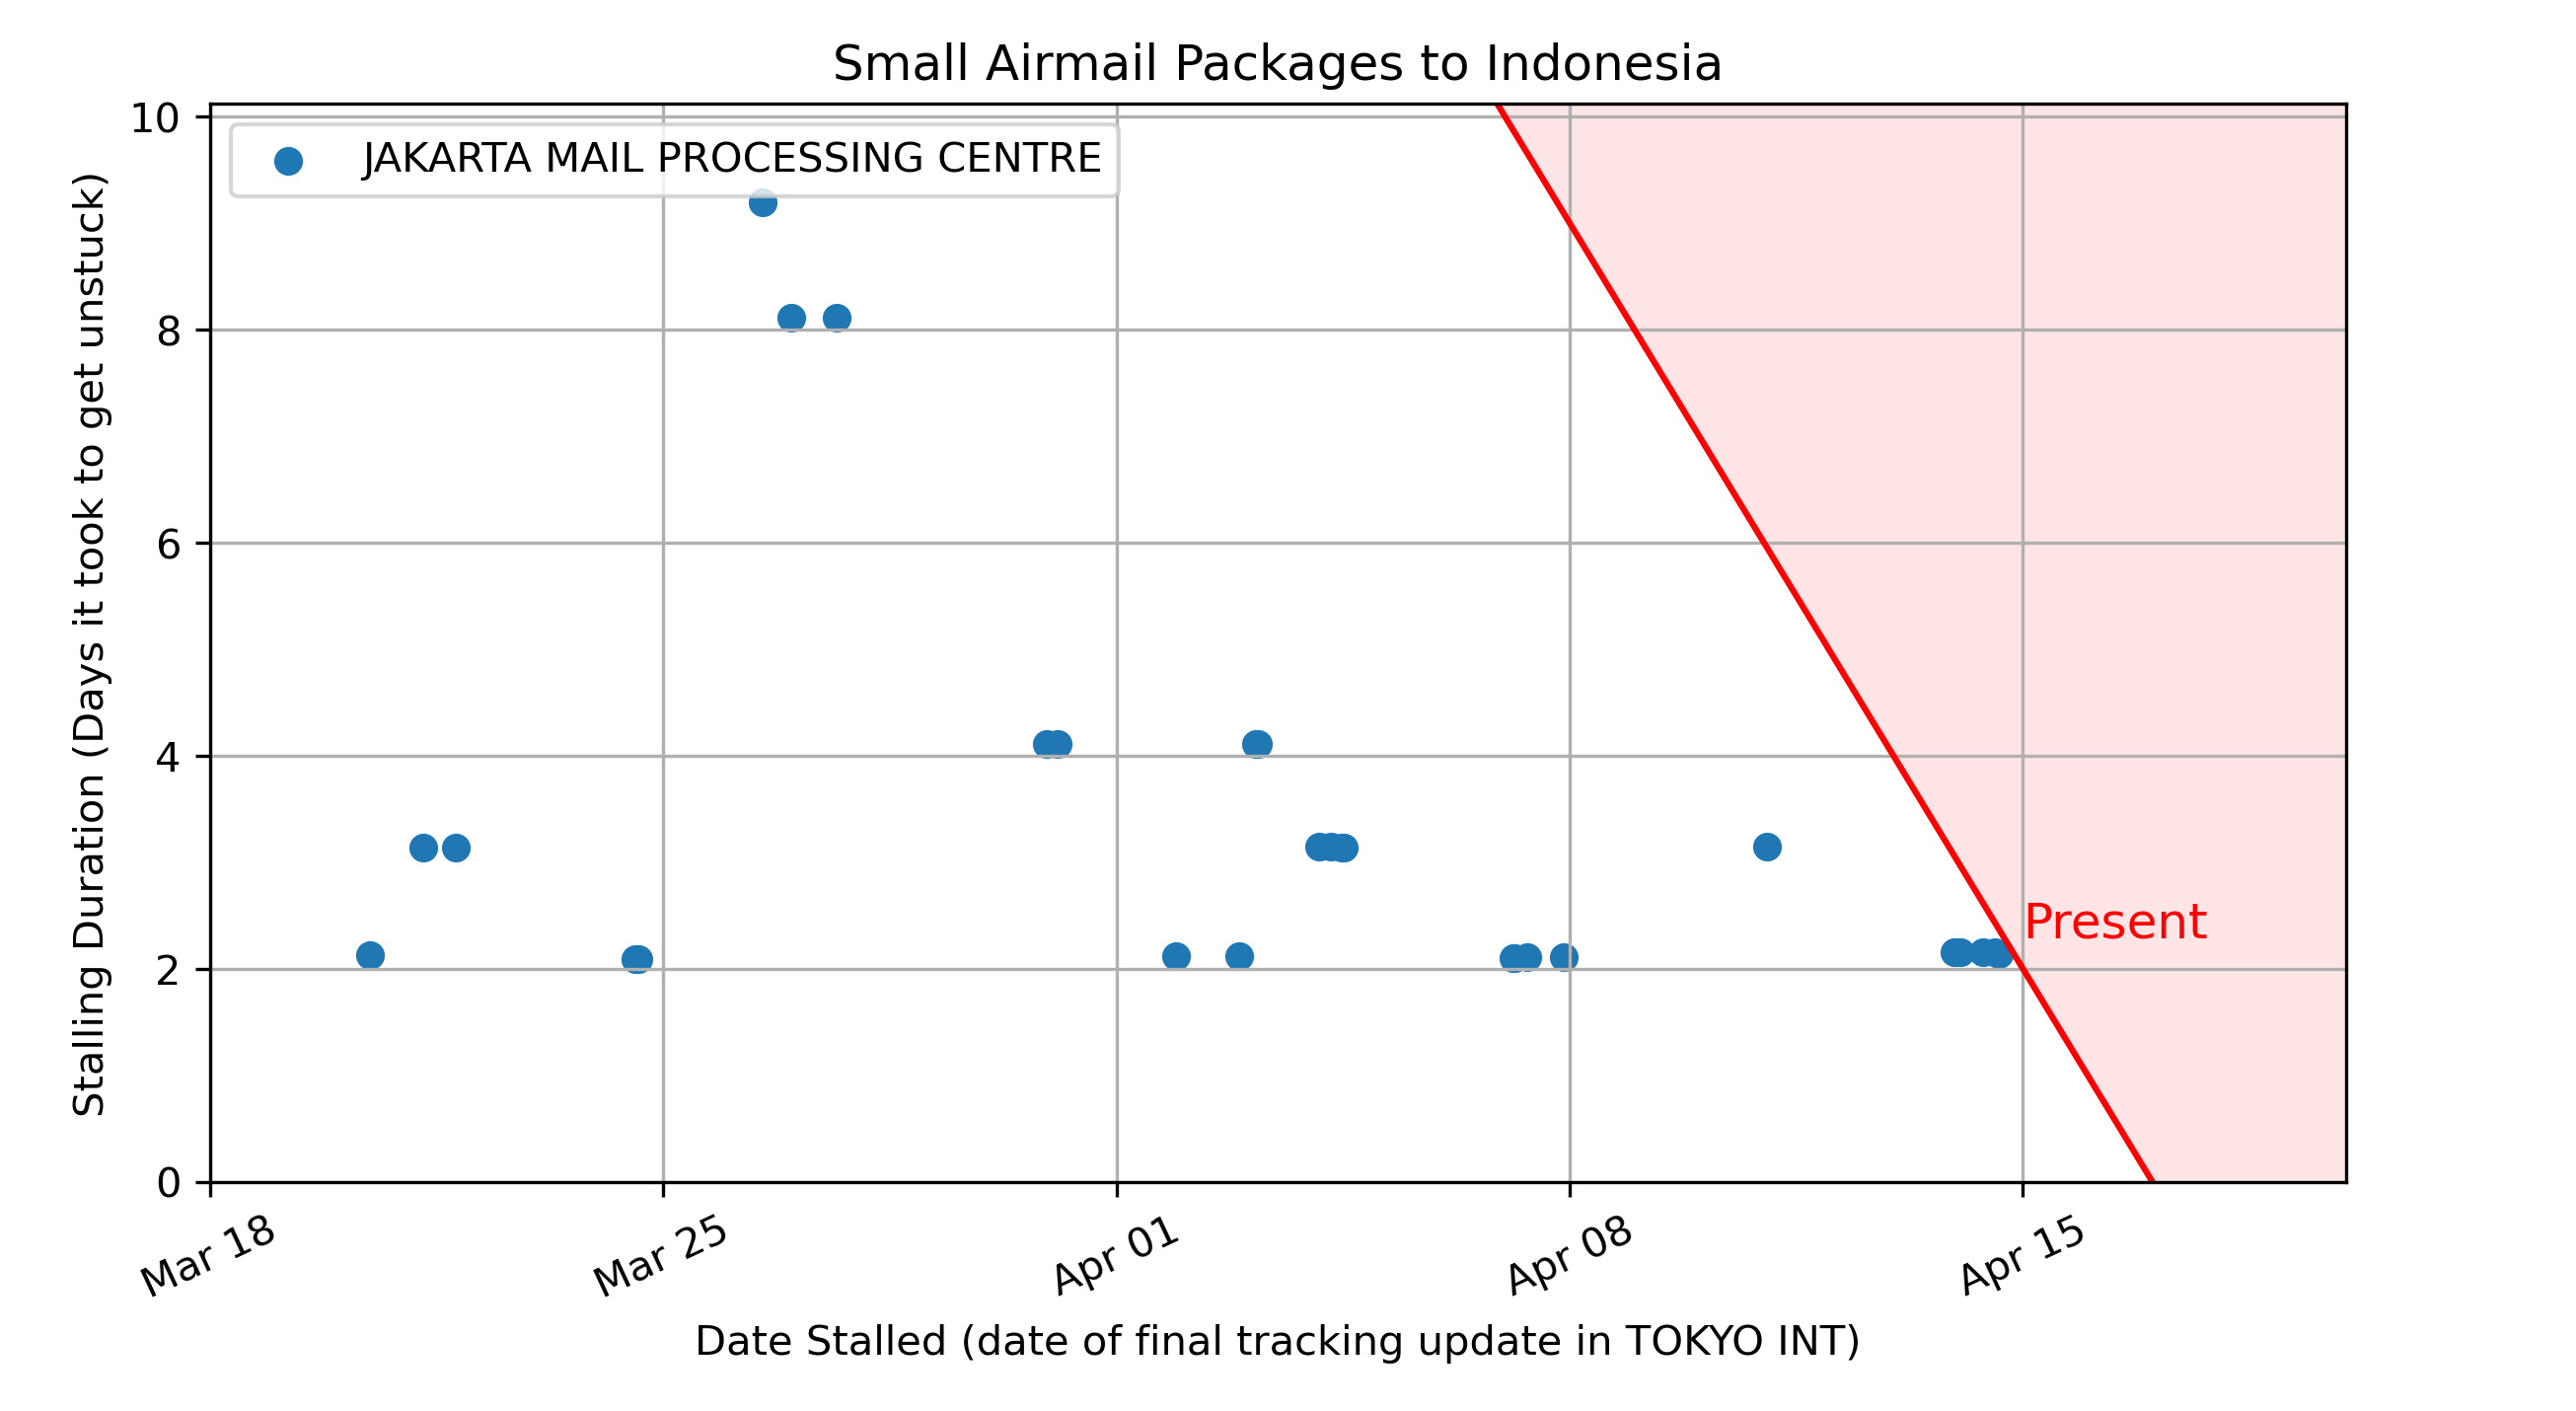 Small Airmail Packages to Indonesia
JAKARTA MAIL PROCESSING CENTRE
Stalling Duration (Days it took to get unstuck)
10
8
6
4
2
0
Present
Mar 18
Mar 25
Apr 01
Apr 08
Apr 15
Date Stalled (date of final tracking update in TOKYO INT)